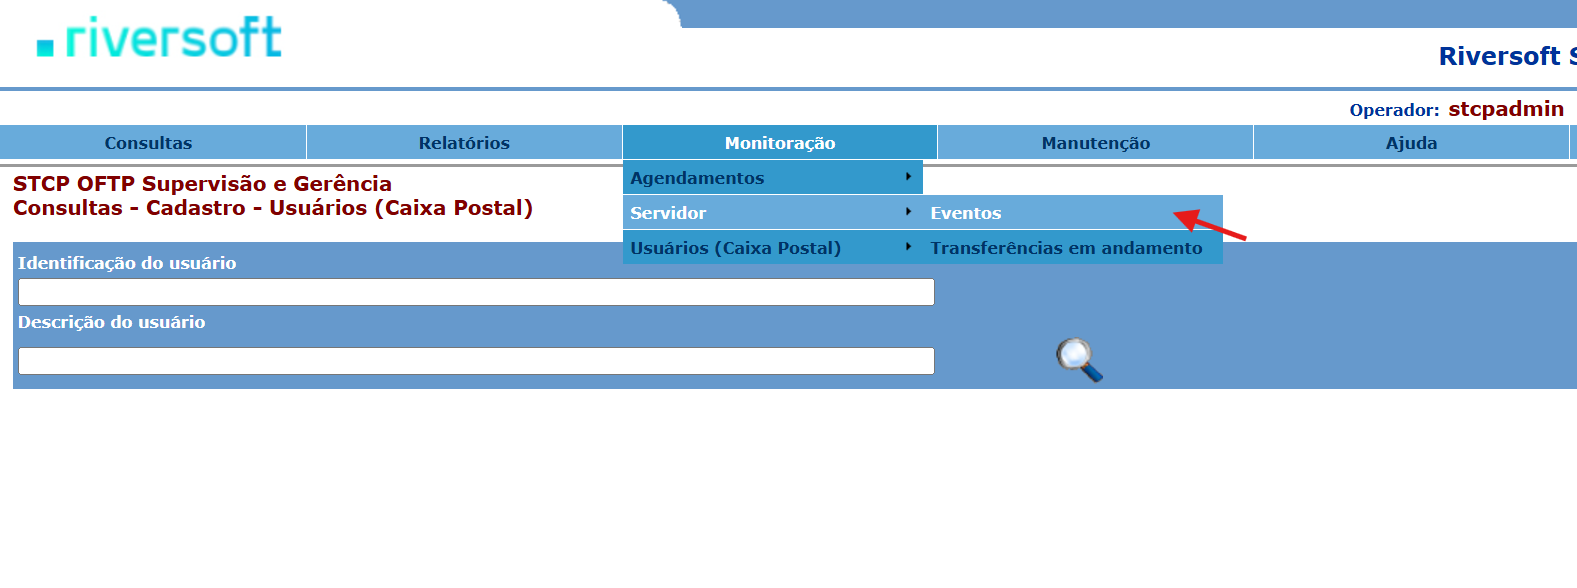 riversoft
Riversoft
Operador: stcpadmin
Consultas Relatórios Monitoração Manutenção Ajuda
STCP OFTP Supervisão e Gerência
Consultas - Cadastro - Usuários (Caixa Postal)
Agendamentos
Servidor
Eventos
Usuários (Caixa Postal)
Transferências em andamento
Identificação do usuário
Descrição do usuário